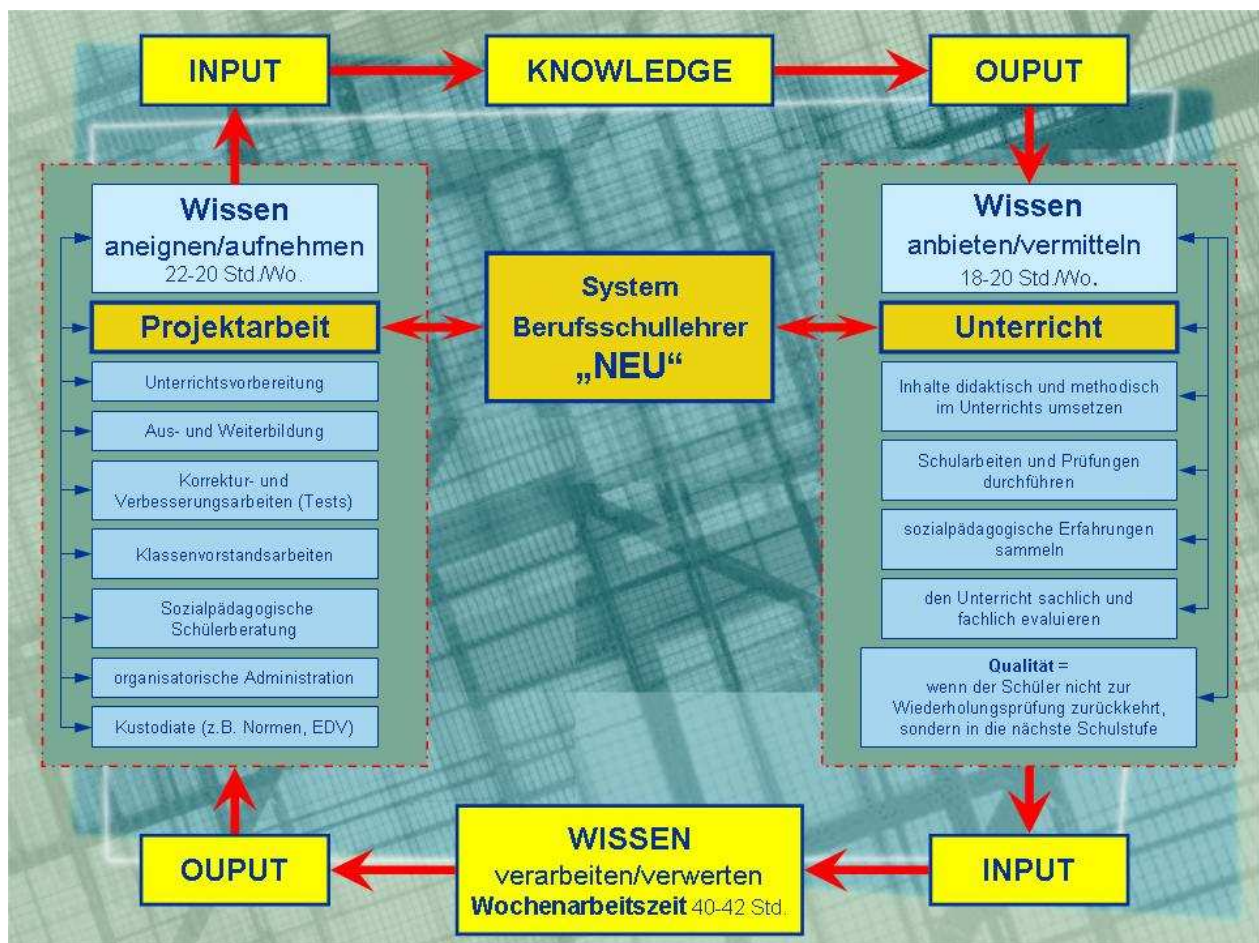 INPUT
KNOWLEDGE
OUPUT
Wissen
aneignen/aufnehmen
22-20 Std./Wo.
Projektarbeit
Unterrichtsvorbereitung
Aus- und Weiterbildung
Korrektur- und
Verbesserungsarbeiten (Tests)
Klassenvorstandsarbeiten
Sozialpädagogische
Schülerberatung
organisatorische Administration
Kustodiate (z.B. Normen, EDV)
System
Berufsschullehrer
„NEU“
Wissen
anbieten/vermitteln
18-20 Std./Wo.
Unterricht
Inhalte didaktisch und methodisch
im Unterrichts umsetzen
Schularbeiten und Prüfungen
durchführen
sozialpädagogische Erfahrungen
sammeln
den Unterricht sachlich und
fachlich evaluieren
Qualität =
wenn der Schüler nicht zur
Wiederholungsprüfung zurückkehrt,
sondern in die nächste Schulstufe
OUPUT
WISSEN
verarbeiten/verwerten
Wochenarbeitszeit 40-42 Std.
INPUT